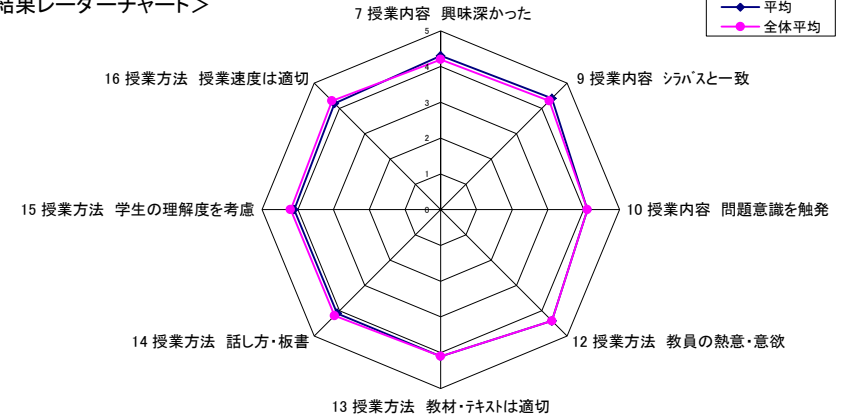 結果レーダーチャート＞
平均
全体平均
7 授業内容 興味深かった
9 授業内容 シラバスと一致
10 授業内容 問題意識を触発
12 授業方法 教員の熱意・意欲
13 授業方法 教材・テキストは適切
14 授業方法 話し方・板書
15 授業方法 学生の理解度を考慮
16 授業方法 授業速度は適切
5
4
3
2
1
0